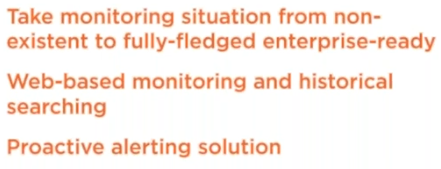 Take monitoring situation from non-
existent to fully-fledged enterprise-ready
Web-based monitoring and historical
searching
Proactive alerting solution